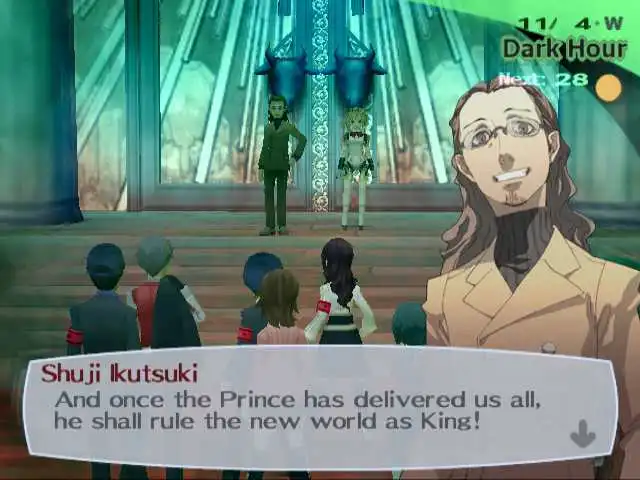 11/ 4・W
Dark Hour
Next: 28
Shuji Ikutsuki
And once the Prince has delivered us all,
he shall rule the new world as King!